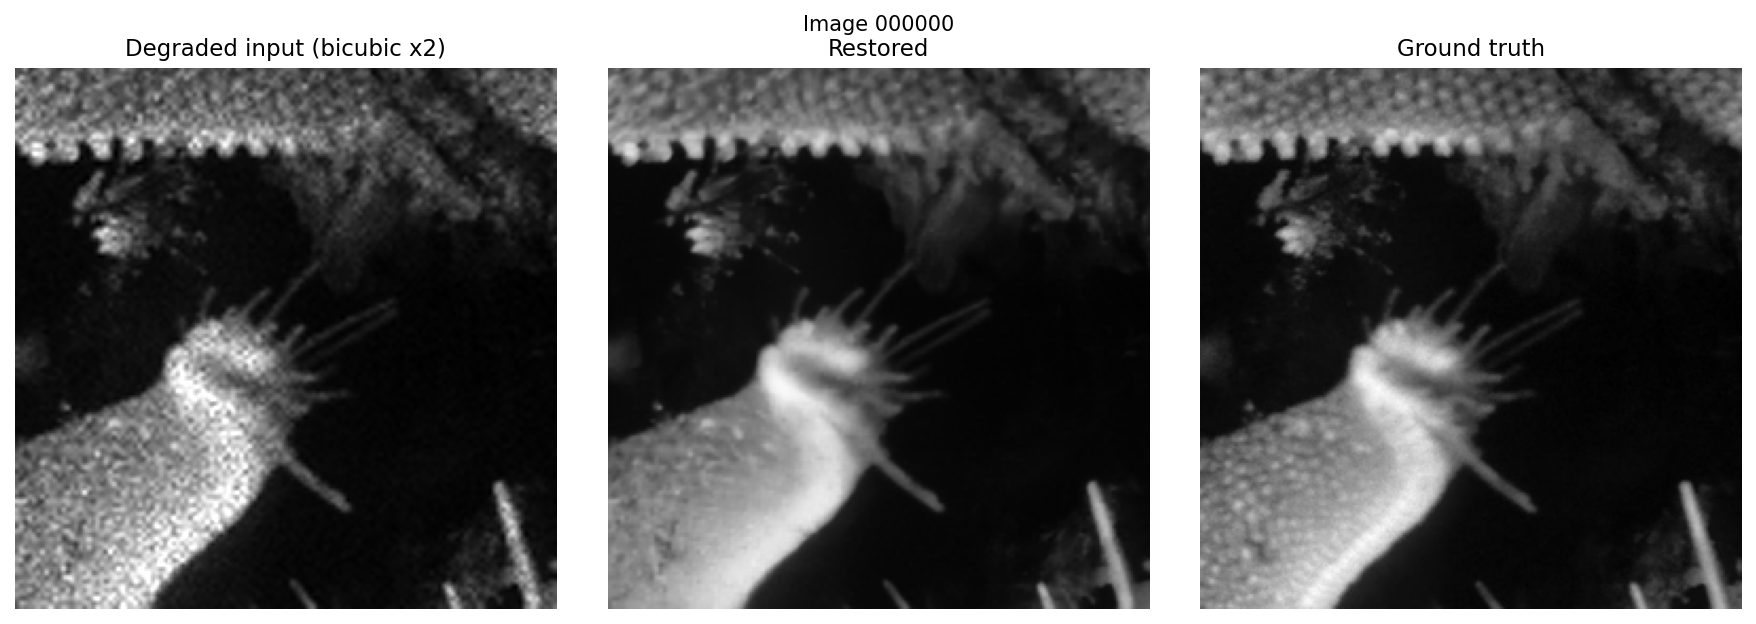 Image 000000
Degraded input (bicubic x2)
Restored
Ground truth